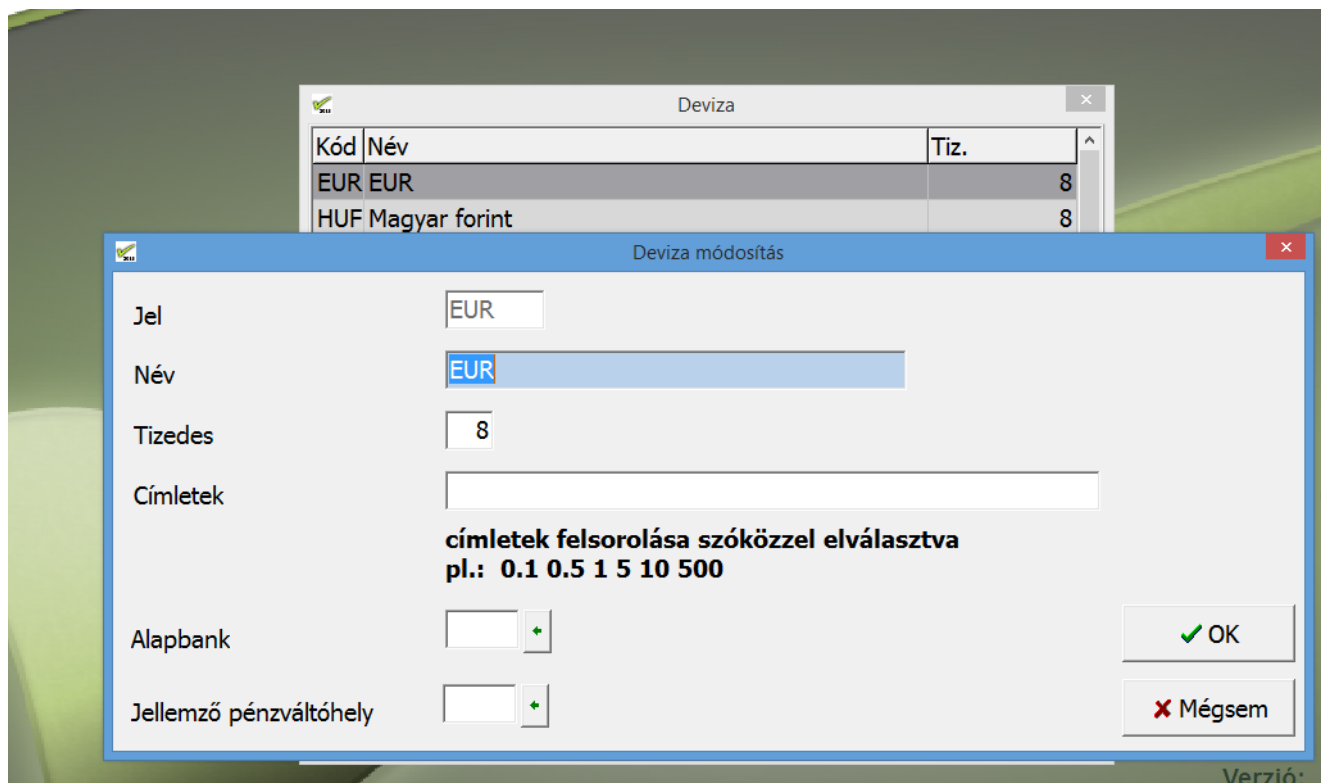 Deviza
Kód Név Tiz.
EUR EUR 8
HUF Magyar forint 8
Deviza módosítás
Jel EUR
Név EUR
Tizedes 8
Címletek
címletek felsorolása szóközzel elválasztva
pl.: 0.1 0.5 1 5 10 500
Alapbank
OK
Jellemző pénzváltóhely
Mégsem
Verzió: